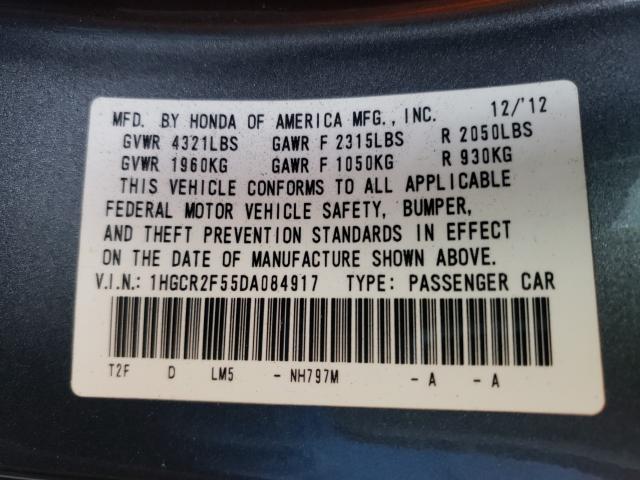 MFD. BY HONDA OF AMERICA MFG., INC. 12/'12
GVWR 4321LBS GAWR F 2315LBS R 2050LBS
GVWR 1960KG GAWR F 1050KG R 930KG
THIS VEHICLE CONFORMS TO ALL APPLICABLE
FEDERAL MOTOR VEHICLE SAFETY, BUMPER,
AND THEFT PREVENTION STANDARDS IN EFFECT
ON THE DATE OF MANUFACTURE SHOWN ABOVE.
V.I.N.: 1HGCR2F55DA084917 TYPE: PASSENGER CAR
T2F D LM5 - NH797M - A - A